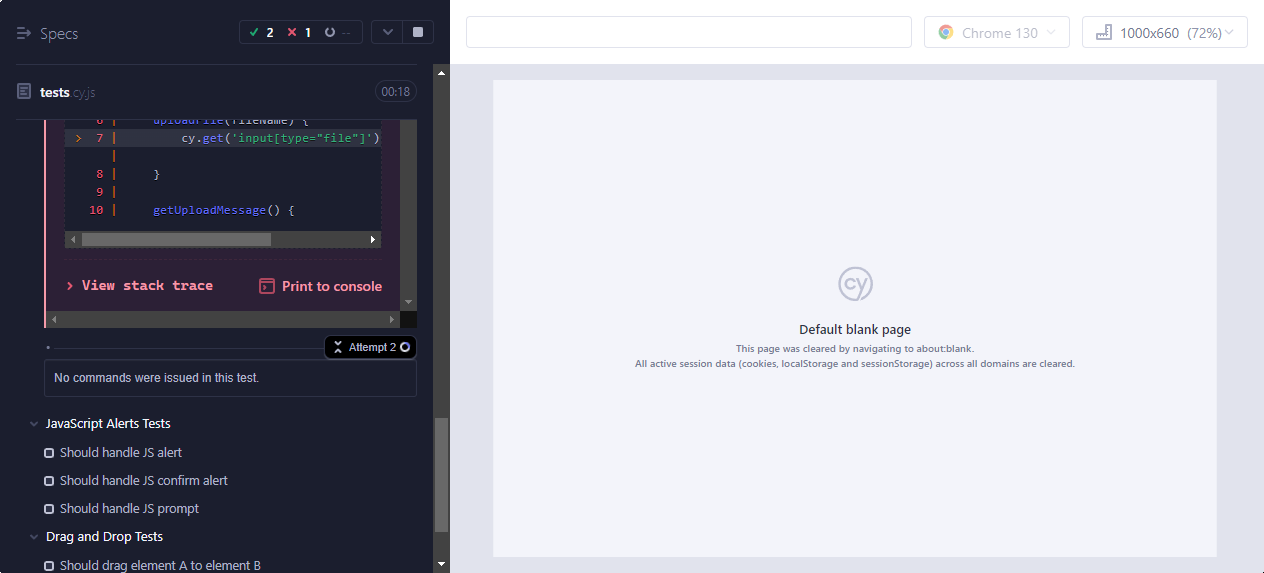 Specs
2
1
--
Chrome 130
1000x660 (72%)
tests.cy.js
00:18
6 | uploadFile(fileName) {
> 7 | cy.get('input[type="file"]')
|
8 | }
9 |
10 | getUploadMessage() {
View stack trace
Print to console
Attempt 2
No commands were issued in this test.
JavaScript Alerts Tests
Should handle JS alert
Should handle JS confirm alert
Should handle JS prompt
Drag and Drop Tests
Should drag element A to element B
cy
Default blank page
This page was cleared by navigating to about:blank.
All active session data (cookies, localStorage and sessionStorage) across all domains are cleared.